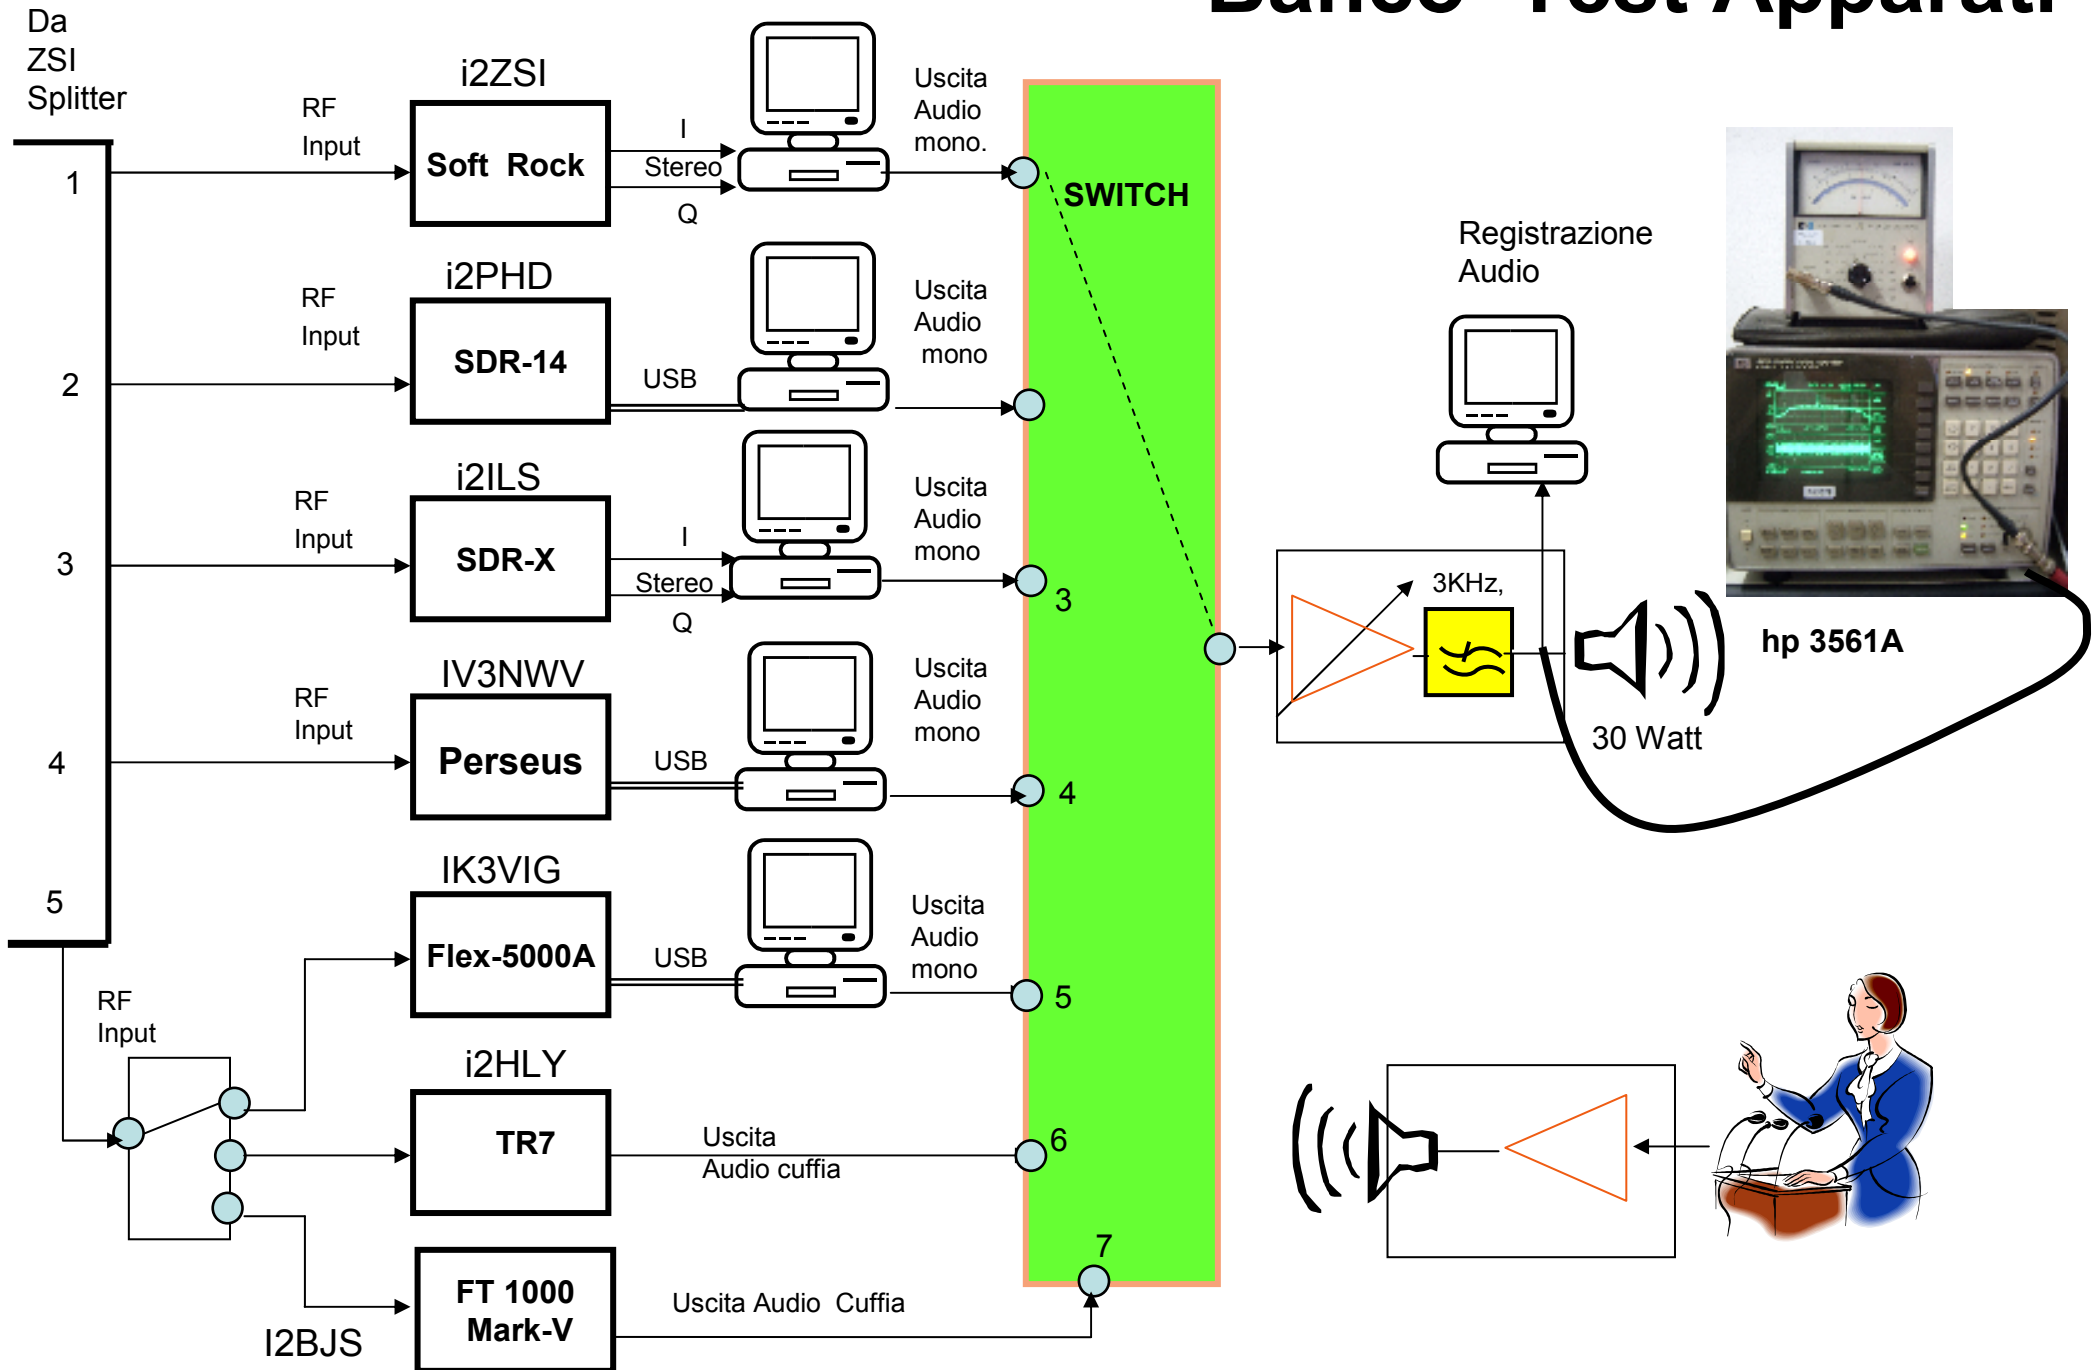 Banco Test Apparati
Da
ZSI
Splitter
1
2
3
4
5
RF
Input
i2ZSI
Soft Rock
I
Stereo
Q
Uscita
Audio
mono.
RF
Input
i2PHD
SDR-14
USB
Uscita
Audio
mono
RF
Input
i2ILS
SDR-X
I
Stereo
Q
Uscita
Audio
mono
3
RF
Input
IV3NWV
Perseus
USB
Uscita
Audio
mono
4
IK3VIG
Flex-5000A
USB
Uscita
Audio
mono
5
RF
Input
i2HLY
TR7
Uscita
Audio cuffia
6
I2BJS
FT 1000
Mark-V
Uscita Audio Cuffia
7
SWITCH
Registrazione
Audio
3KHz,
30 Watt
hp 3561A